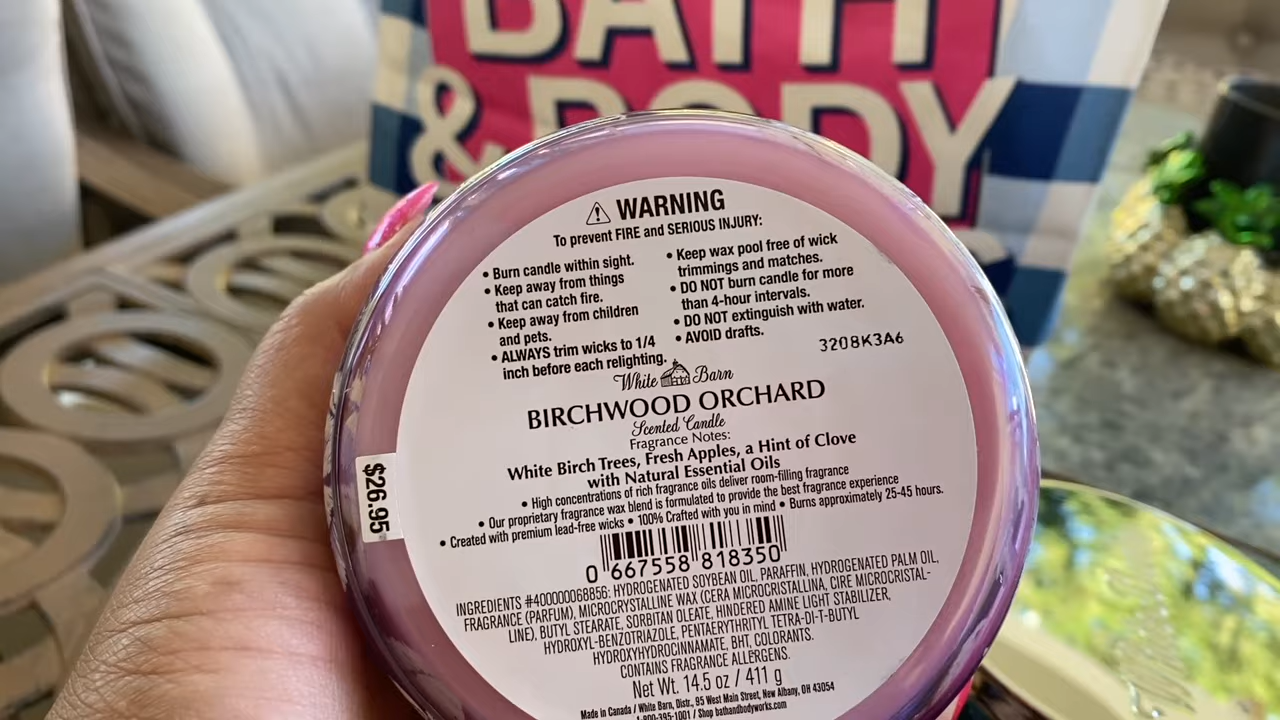 BATH
& BODY
WARNING
To prevent FIRE and SERIOUS INJURY:
• Burn candle within sight.
• Keep away from things
that can catch fire.
• Keep away from children
and pets.
• ALWAYS trim wicks to 1/4
inch before each relighting.
• Keep wax pool free of wick
trimmings and matches.
• DO NOT burn candle for more
than 4-hour intervals.
• DO NOT extinguish with water.
• AVOID drafts.
3208K3A6
White Barn
BIRCHWOOD ORCHARD
Scented Candle
Fragrance Notes:
White Birch Trees, Fresh Apples, a Hint of Clove
with Natural Essential Oils
• High concentrations of rich fragrance oils deliver room-filling fragrance
• Our proprietary fragrance wax blend is formulated to provide the best fragrance experience
• Created with premium lead-free wicks • 100% Crafted with you in mind • Burns approximately 25-45 hours.
$26.95
0 667558 818350
INGREDIENTS #400000068856: HYDROGENATED SOYBEAN OIL, PARAFFIN, HYDROGENATED PALM OIL,
FRAGRANCE (PARFUM), MICROCRYSTALLINE WAX (CERA MICROCRISTALLINA, CIRE MICROCRISTAL-
LINE), BUTYL STEARATE, SORBITAN OLEATE, HINDERED AMINE LIGHT STABILIZER,
HYDROXYL-BENZOTRIAZOLE, PENTAERYTHRITYL TETRA-DI-T-BUTYL
HYDROXYHYDROCINNAMATE, BHT, COLORANTS.
CONTAINS FRAGRANCE ALLERGENS.
Net Wt. 14.5 oz / 411 g
Made in Canada / White Barn, Distr., 95 West Main Street, New Albany, OH 43054
1-800-395-1001 / Shop bathandbodyworks.com